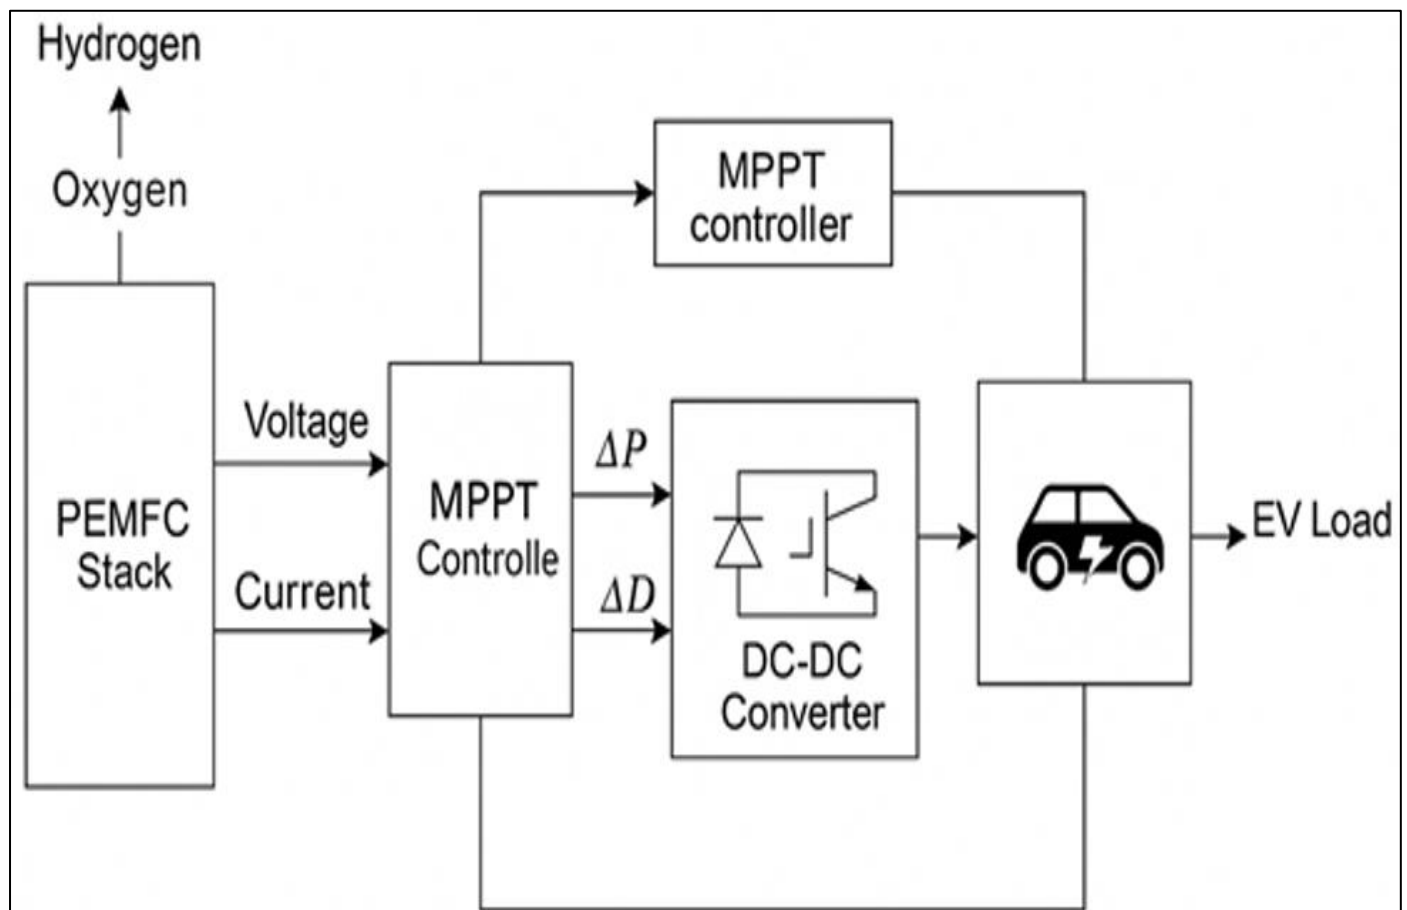 Hydrogen
Oxygen
PEMFC
Stack
Voltage
Current
MPPT
Controlle
MPPT
controller
ΔP
ΔD
DC-DC
Converter
EV Load